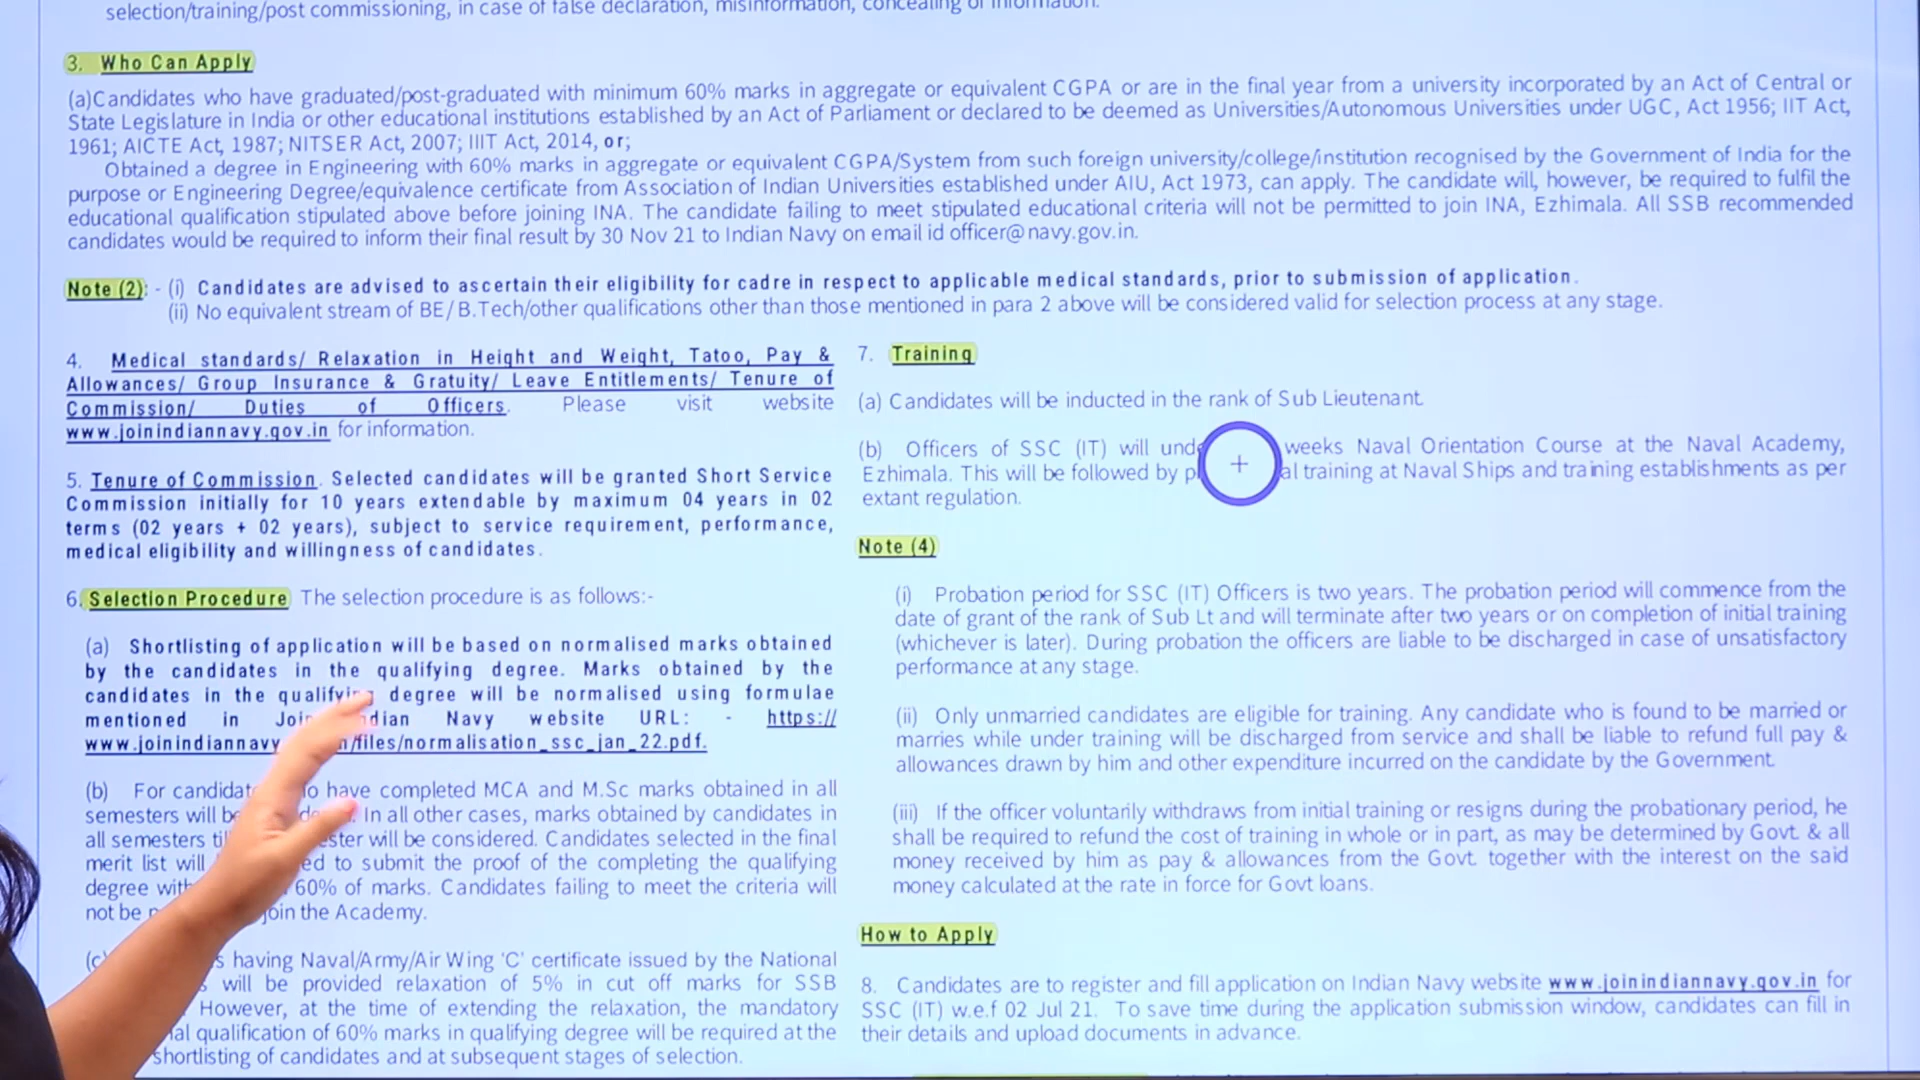 selection/training/post commissioning, in case of false declaration, misinformation, concealing of information.
3. Who Can Apply
(a)Candidates who have graduated/post-graduated with minimum 60% marks in aggregate or equivalent CGPA or are in the final year from a university incorporated by an Act of Central or
State Legislature in India or other educational institutions established by an Act of Parliament or declared to be deemed as Universities/Autonomous Universities under UGC, Act 1956; IIT Act,
1961; AICTE Act, 1987; NITSER Act, 2007; IIIT Act, 2014, or;
Obtained a degree in Engineering with 60% marks in aggregate or equivalent CGPA/System from such foreign university/college/institution recognised by the Government of India for the
purpose or Engineering Degree/equivalence certificate from Association of Indian Universities established under AIU, Act 1973, can apply. The candidate will, however, be required to fulfil the
educational qualification stipulated above before joining INA. The candidate failing to meet stipulated educational criteria will not be permitted to join INA, Ezhimala. All SSB recommended
candidates would be required to inform their final result by 30 Nov 21 to Indian Navy on email id officer@navy.gov.in.
Note (2): - (i) Candidates are advised to ascertain their eligibility for cadre in respect to applicable medical standards, prior to submission of application.
(ii) No equivalent stream of BE/ B.Tech/other qualifications other than those mentioned in para 2 above will be considered valid for selection process at any stage.
4. Medical standards/ Relaxation in Height and Weight, Tatoo, Pay &
Allowances/ Group Insurance & Gratuity/ Leave Entitlements/ Tenure of
Commission/ Duties of Officers. Please visit website
www.joinindiannavy.gov.in for information.
5. Tenure of Commission. Selected candidates will be granted Short Service
Commission initially for 10 years extendable by maximum 04 years in 02
terms (02 years + 02 years), subject to service requirement, performance,
medical eligibility and willingness of candidates.
6. Selection Procedure The selection procedure is as follows:-
(a) Shortlisting of application will be based on normalised marks obtained
by the candidates in the qualifying degree. Marks obtained by the
candidates in the qualifying degree will be normalised using formulae
mentioned in Join Indian Navy website URL: - https://
www.joinindiannavy /files/normalisation_ssc_jan_22.pdf.
(b) For candidat have completed MCA and M.Sc marks obtained in all
semesters will be In all other cases, marks obtained by candidates in
all semesters will be considered. Candidates selected in the final
merit list will to submit the proof of the completing the qualifying
degree with 60% of marks. Candidates failing to meet the criteria will
not be join the Academy.
(c) having Naval/Army/Air Wing 'C' certificate issued by the National
will be provided relaxation of 5% in cut off marks for SSB
However, at the time of extending the relaxation, the mandatory
qualification of 60% marks in qualifying degree will be required at the
shortlisting of candidates and at subsequent stages of selection.
7. Training
(a) Candidates will be inducted in the rank of Sub Lieutenant.
(b) Officers of SSC (IT) will und weeks Naval Orientation Course at the Naval Academy,
Ezhimala. This will be followed by p al training at Naval Ships and training establishments as per
extant regulation.
Note (4)
(i) Probation period for SSC (IT) Officers is two years. The probation period will commence from the
date of grant of the rank of Sub Lt and will terminate after two years or on completion of initial training
(whichever is later). During probation the officers are liable to be discharged in case of unsatisfactory
performance at any stage.
(ii) Only unmarried candidates are eligible for training. Any candidate who is found to be married or
marries while under training will be discharged from service and shall be liable to refund full pay &
allowances drawn by him and other expenditure incurred on the candidate by the Government.
(iii) If the officer voluntarily withdraws from initial training or resigns during the probationary period, he
shall be required to refund the cost of training in whole or in part, as may be determined by Govt. & all
money received by him as pay & allowances from the Govt. together with the interest on the said
money calculated at the rate in force for Govt loans.
How to Apply
8. Candidates are to register and fill application on Indian Navy website www.joinindiannavy.gov.in for
SSC (IT) w.e.f 02 Jul 21. To save time during the application submission window, candidates can fill in
their details and upload documents in advance.